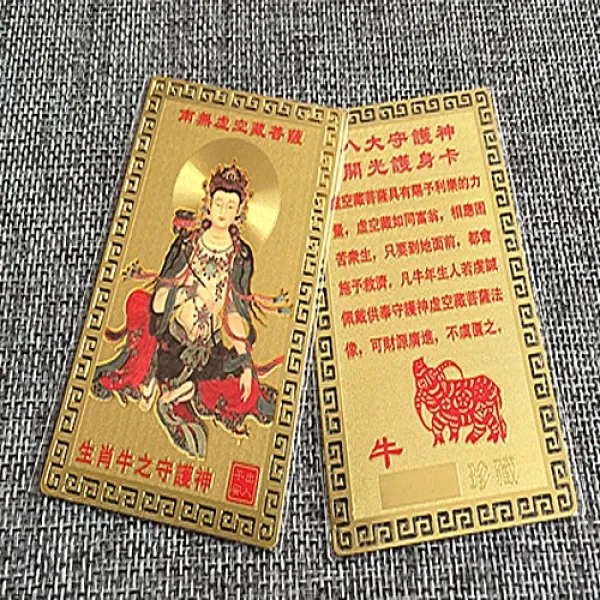 南無虛空藏菩薩
生肖牛之守護神
出入
平安
八大守護神
開光護身卡
虛空藏菩薩具有賜予利樂的力
量，虛空藏如同富翁，相應困
苦衆生，只要到她面前，都會
施予救濟，凡牛年生人若虔誠
佩戴供奉守護神虛空藏菩薩法
像，可財源廣進，不虞匱乏。
牛
珍藏